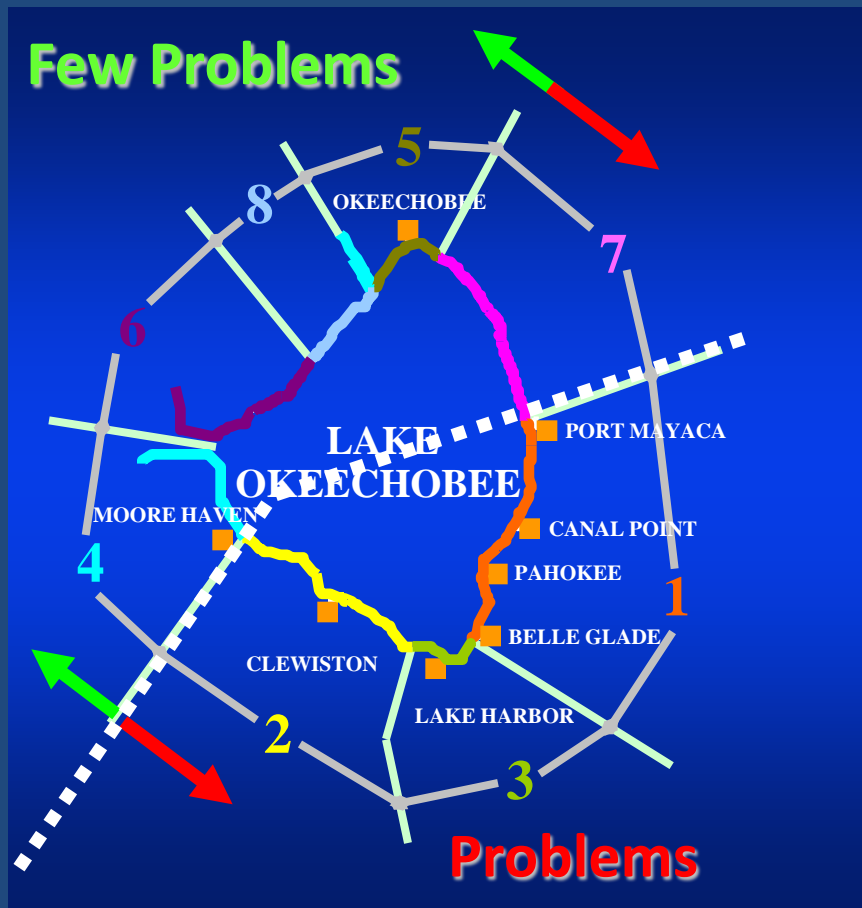 Few Problems
5
8
OKEECHOBEE
7
6
LAKE
OKEECHOBEE
PORT MAYACA
MOORE HAVEN
CANAL POINT
4
PAHOKEE
1
BELLE GLADE
CLEWISTON
LAKE HARBOR
2
3
Problems